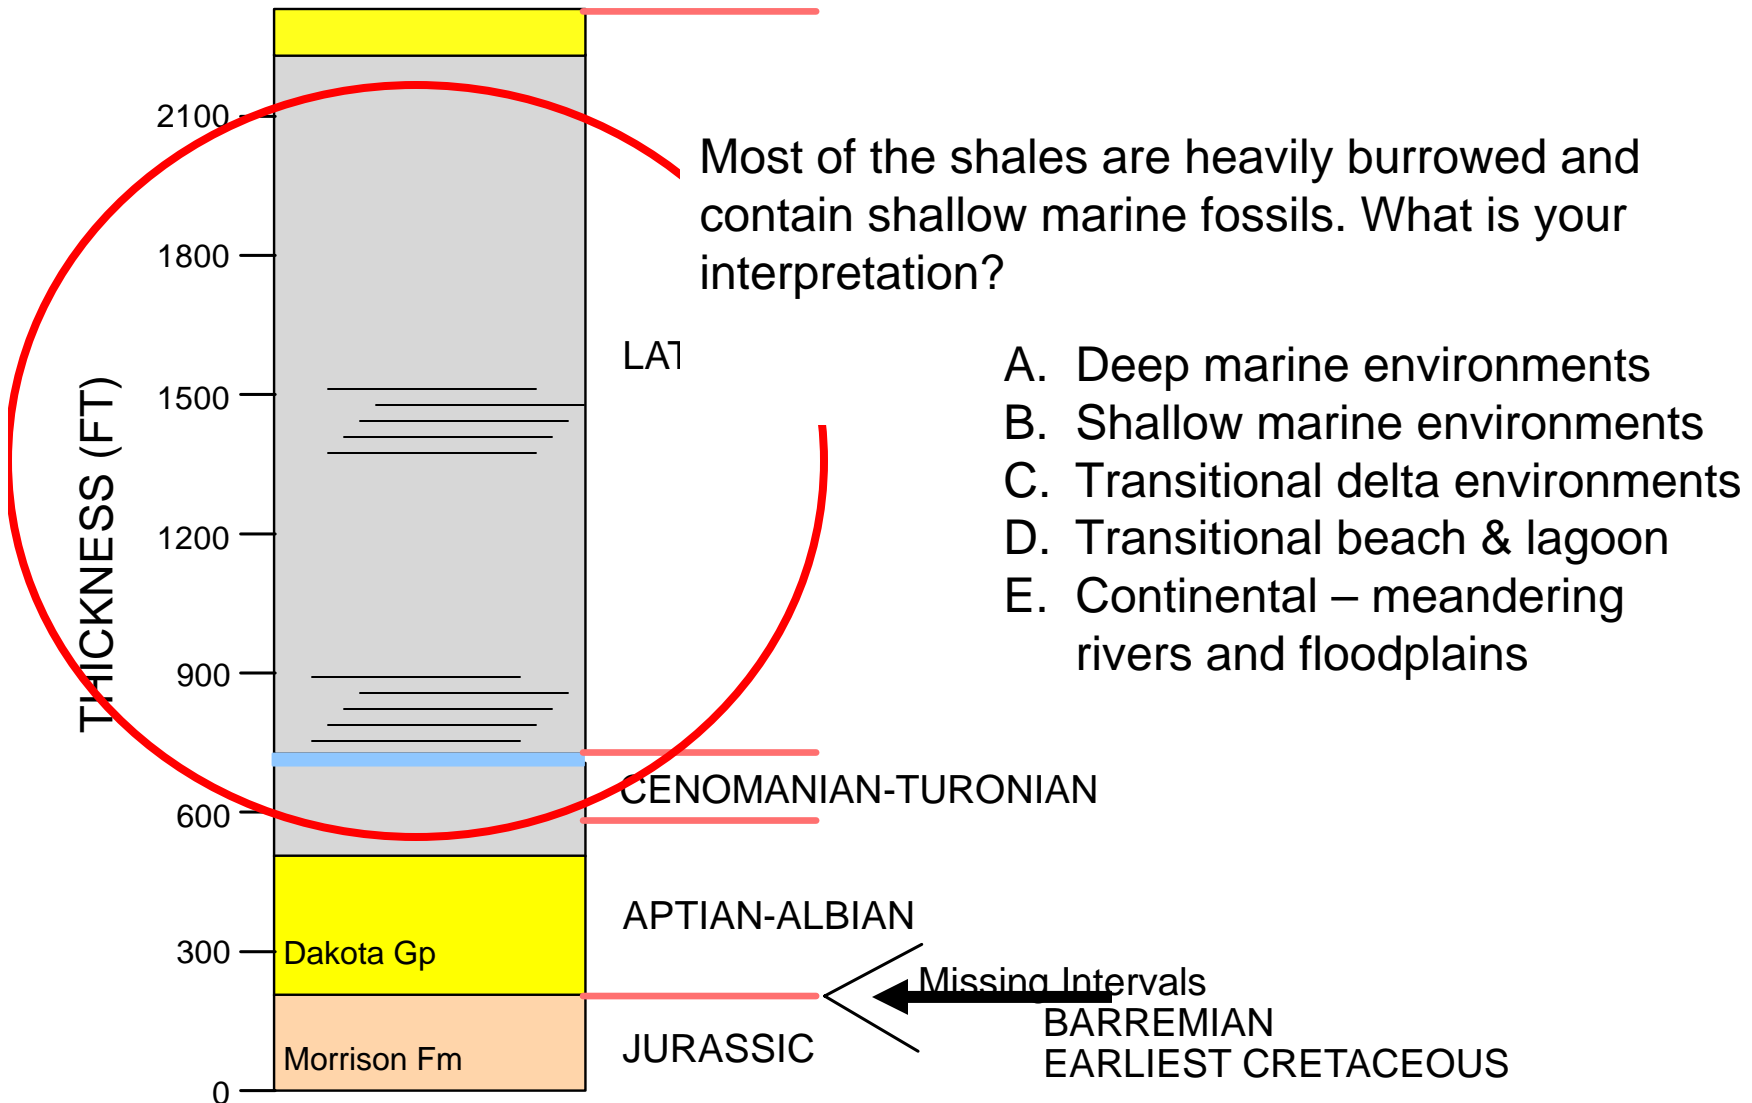 Most of the shales are heavily burrowed and
contain shallow marine fossils. What is your
interpretation?
A. Deep marine environments
B. Shallow marine environments
C. Transitional delta environments
D. Transitional beach & lagoon
E. Continental – meandering
rivers and floodplains
THICKNESS (FT)
2100
1800
1500
1200
900
600
300
0
LAT
CENOMANIAN-TURONIAN
APTIAN-ALBIAN
Dakota Gp
Missing Intervals
BARREMIAN
EARLIEST CRETACEOUS
JURASSIC
Morrison Fm